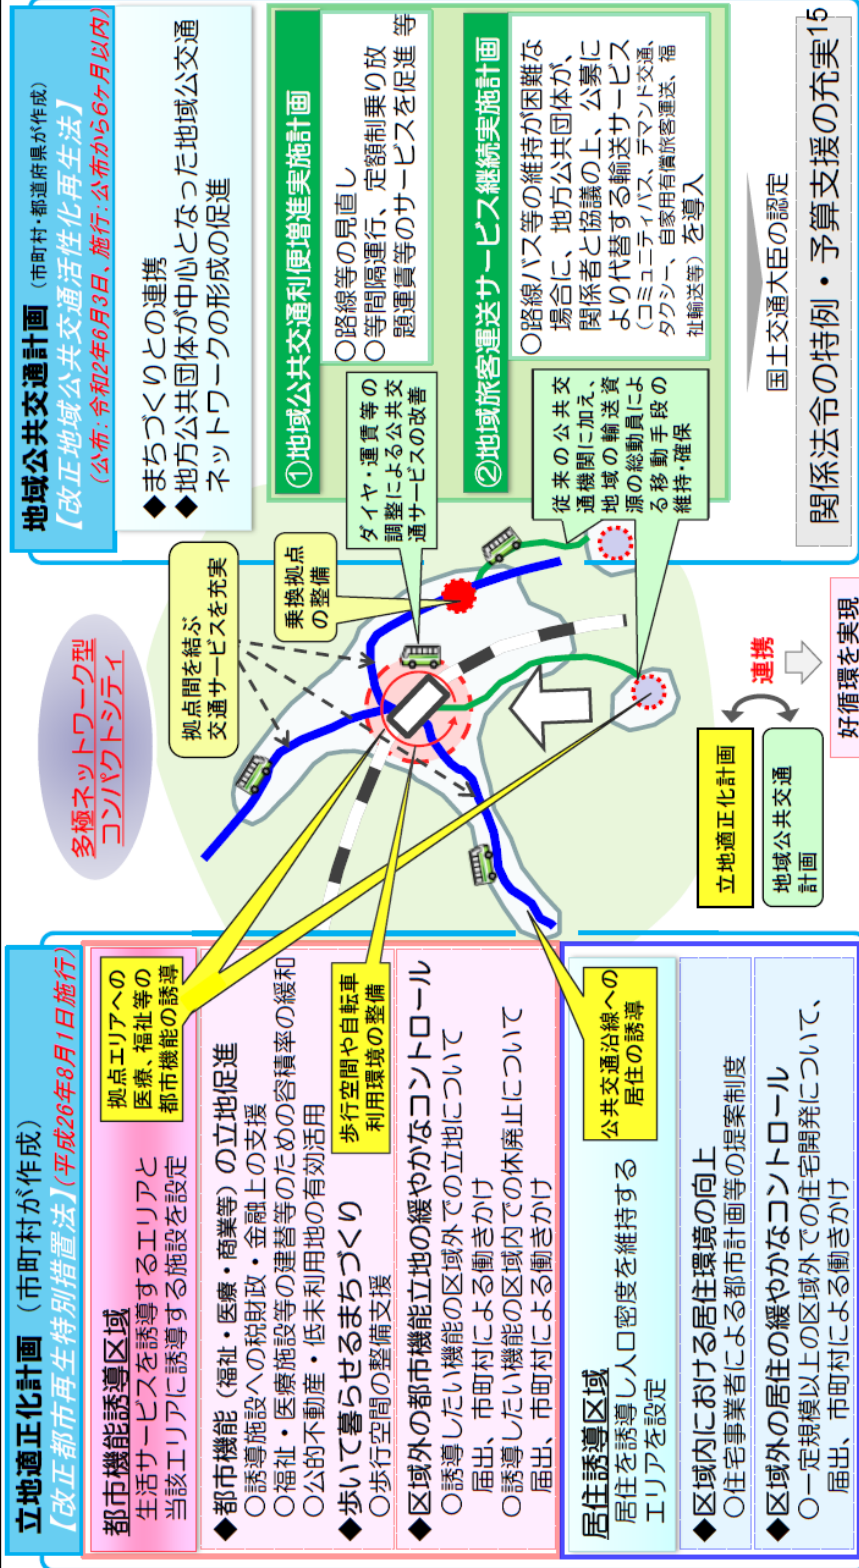 立地適正化計画（市町村が作成）
【改正都市再生特別措置法】(平成26年8月1日施行)
都市機能誘導区域
生活サービスを誘導するエリアと
当該エリアに誘導する施設を設定
◆都市機能（福祉・医療・商業等）の立地促進
○誘導施設への税財政・金融上の支援
○福祉・医療施設等の建替等のための容積率の緩和
○公的不動産・低未利用地の有効活用
◆歩いて暮らせるまちづくり
○歩行空間の整備支援
◆区域外の都市機能立地の緩やかなコントロール
○誘導したい機能の区域外での立地について
届出、市町村による働きかけ
○誘導したい機能の区域内での休廃止について
届出、市町村による働きかけ
居住誘導区域
居住を誘導し人口密度を維持する
エリアを設定
◆区域内における居住環境の向上
○住宅事業者による都市計画等の提案制度
◆区域外の居住の緩やかなコントロール
○一定規模以上の区域外での住宅開発について、
届出、市町村による働きかけ
拠点エリアへの
医療、福祉等の
都市機能の誘導
歩行空間や自転車
利用環境の整備
公共交通沿線への
居住の誘導
多極ネットワーク型
コンパクトシティ
拠点間を結ぶ
交通サービスを充実
乗換拠点
の整備
ダイヤ・運賃等の
調整による公共交
通サービスの改善
従来の公共交
通機関に加え、
地域の輸送資
源の総動員によ
る移動手段の
維持・確保
立地適正化計画
地域公共交通
計画
連携
好循環を実現
地域公共交通計画（市町村・都道府県が作成）
【改正地域公共交通活性化再生法】
(公布：令和2年6月3日、施行：公布から6ヶ月以内)
◆まちづくりとの連携
◆地方公共団体が中心となった地域公共交通
ネットワークの形成の促進
①地域公共交通利便増進実施計画
○路線等の見直し
○等間隔運行、定額制乗り放
題運賃等のサービスを促進 等
②地域旅客運送サービス継続実施計画
○路線バス等の維持が困難な
場合に、地方公共団体が、
関係者と協議の上、公募に
より代替する輸送サービス
（コミュニティバス、デマンド交通、
タクシー、自家用有償旅客運送、福
祉輸送等）を導入
国土交通大臣の認定
関係法令の特例・予算支援の充実
15